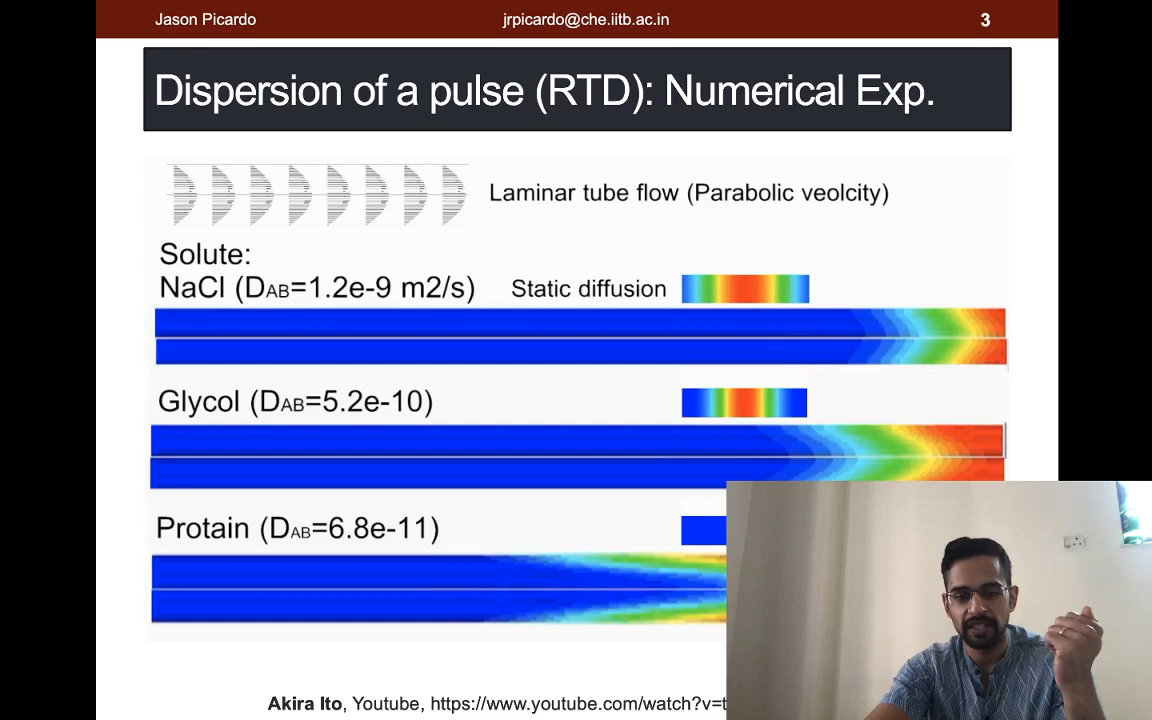 Jason Picardo jrpicardo@che.iitb.ac.in 3
Dispersion of a pulse (RTD): Numerical Exp.
Laminar tube flow (Parabolic veolcity)
Solute:
NaCl (DAB=1.2e-9 m2/s) Static diffusion
Glycol (DAB=5.2e-10)
Protain (DAB=6.8e-11)
Akira Ito, Youtube, https://www.youtube.com/watch?v=t